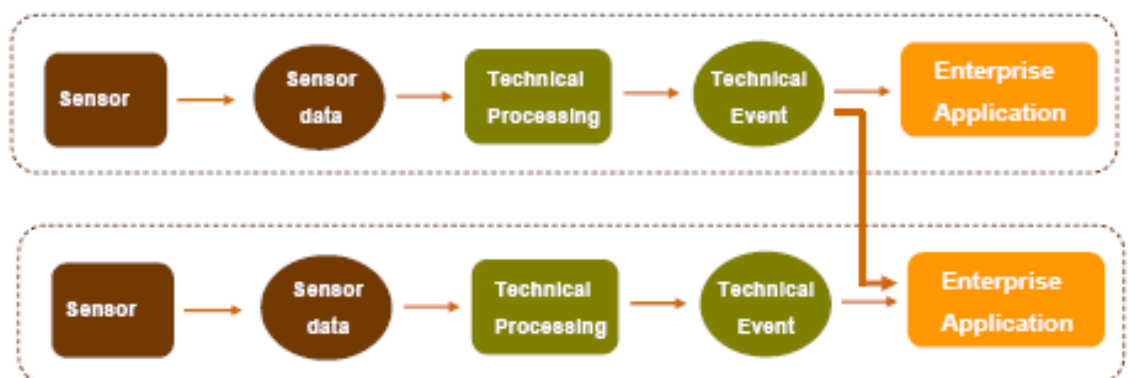 Sensor
Sensor
data
Technical
Processing
Technical
Event
Enterprise
Application
Sensor
Sensor
data
Technical
Processing
Technical
Event
Enterprise
Application